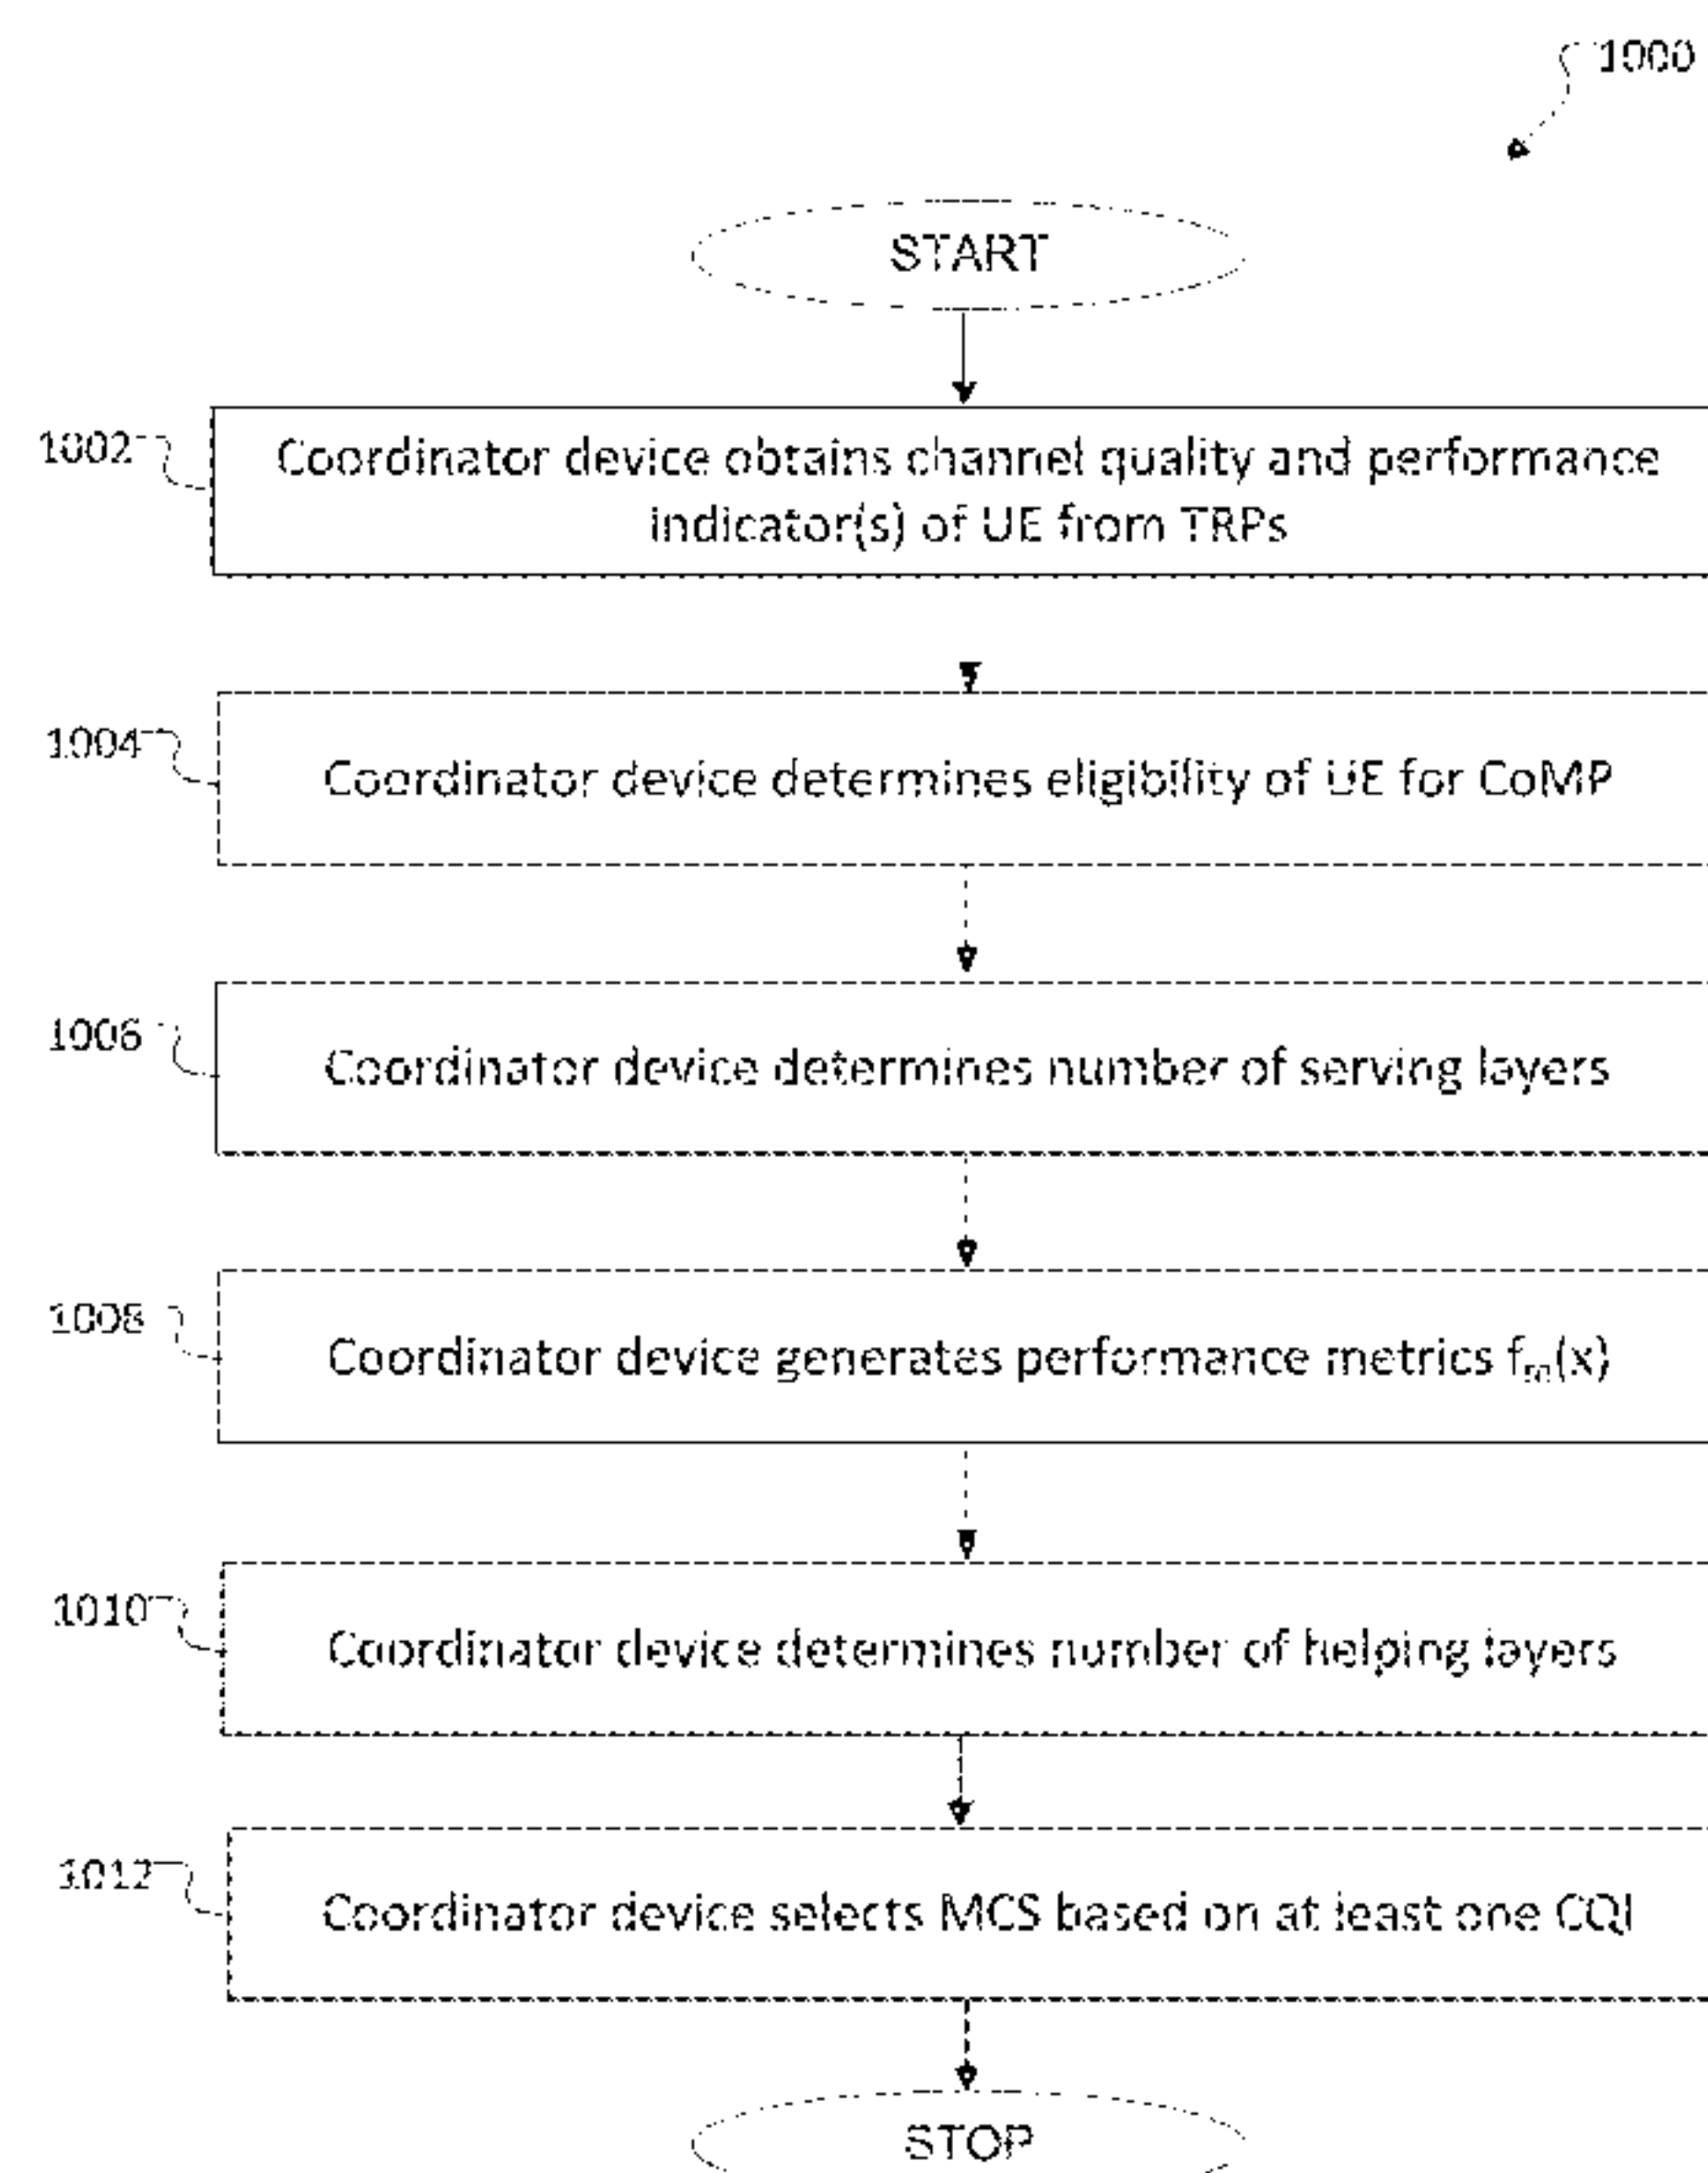 1000
START
1002
Coordinator device obtains channel quality and performance
indicator(s) of UE from TRPs
1004
Coordinator device determines eligibility of UE for CoMP
1006
Coordinator device determines number of serving layers
1008
Coordinator device generates performance metrics fm(x)
1010
Coordinator device determines number of helping layers
1012
Coordinator device selects MCS based on at least one CQI
STOP